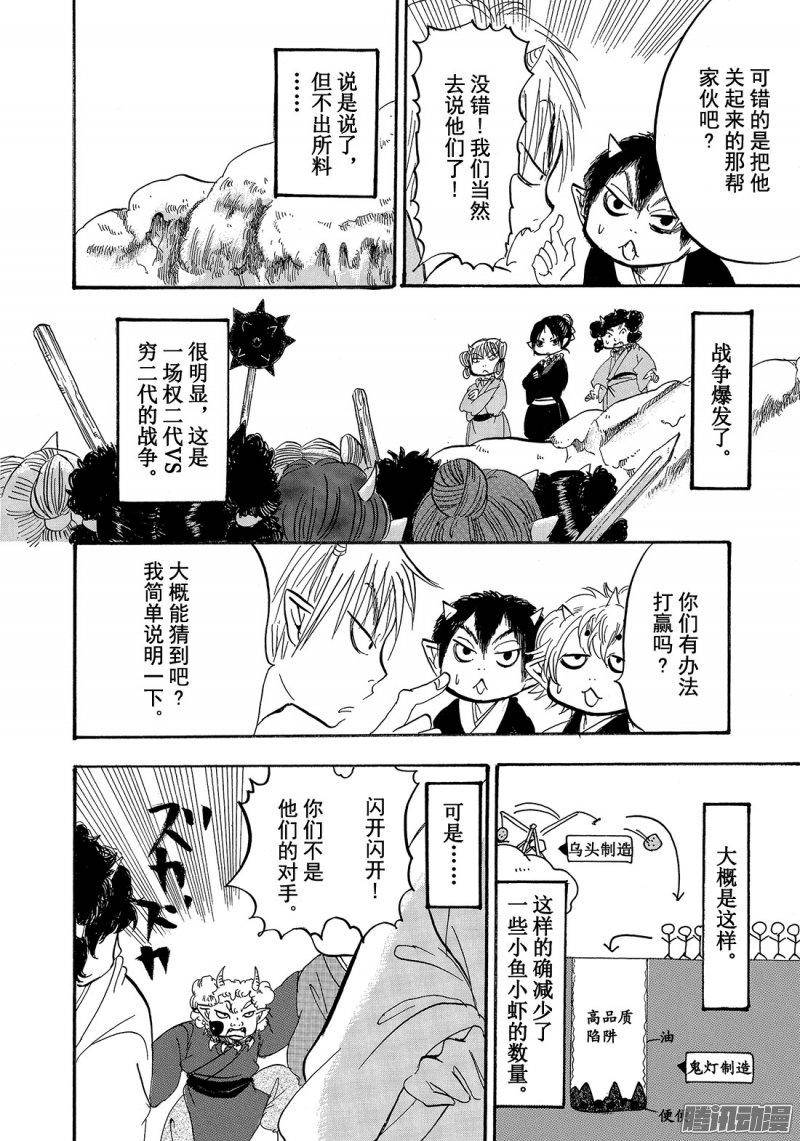 可错的是把他
关起来的那帮
家伙吧？
没错！我们当然
去说他们了！
说是说了，
但不出所料
……
战争爆发了。
很明显，这是
一场权二代VS
穷二代的战争。
你们有办法
打赢吗？
大概能猜到吧？
我简单说明一下。
大概是这样。
乌头制造
高品质
陷阱
油
鬼灯制造
这样的确减少了
一些小鱼小虾的数量。
可是……
闪开闪开！
你们不是
他们的对手。
ズカ
ズカ
腾讯动漫